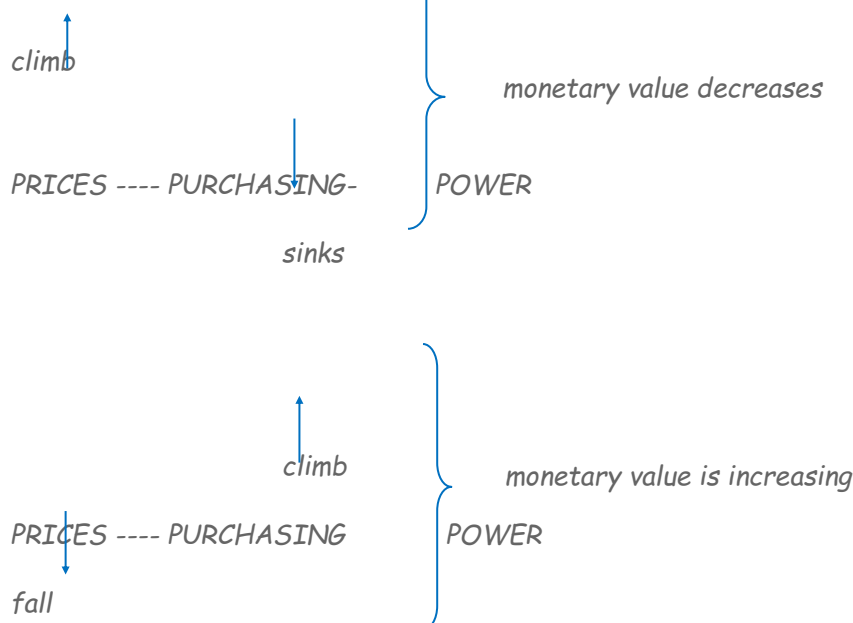 climb
monetary value decreases
PRICES ---- PURCHASING- POWER
sinks
climb
monetary value is increasing
PRICES ---- PURCHASING POWER
fall